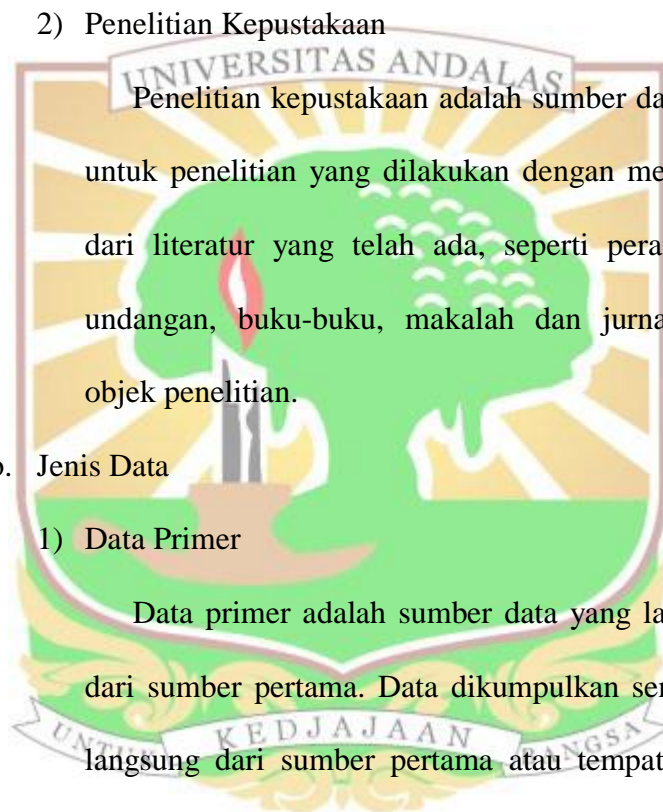 2) Penelitian Kepustakaan
UNIVERSITAS ANDALAS
Penelitian kepustakaan adalah sumber da
untuk penelitian yang dilakukan dengan me
dari literatur yang telah ada, seperti pera
undangan, buku-buku, makalah dan jurna
objek penelitian.
. Jenis Data
1) Data Primer
Data primer adalah sumber data yang la
dari sumber pertama. Data dikumpulkan se
UNTUK KEDJAJAAN BANGSA
langsung dari sumber pertama atau tempat